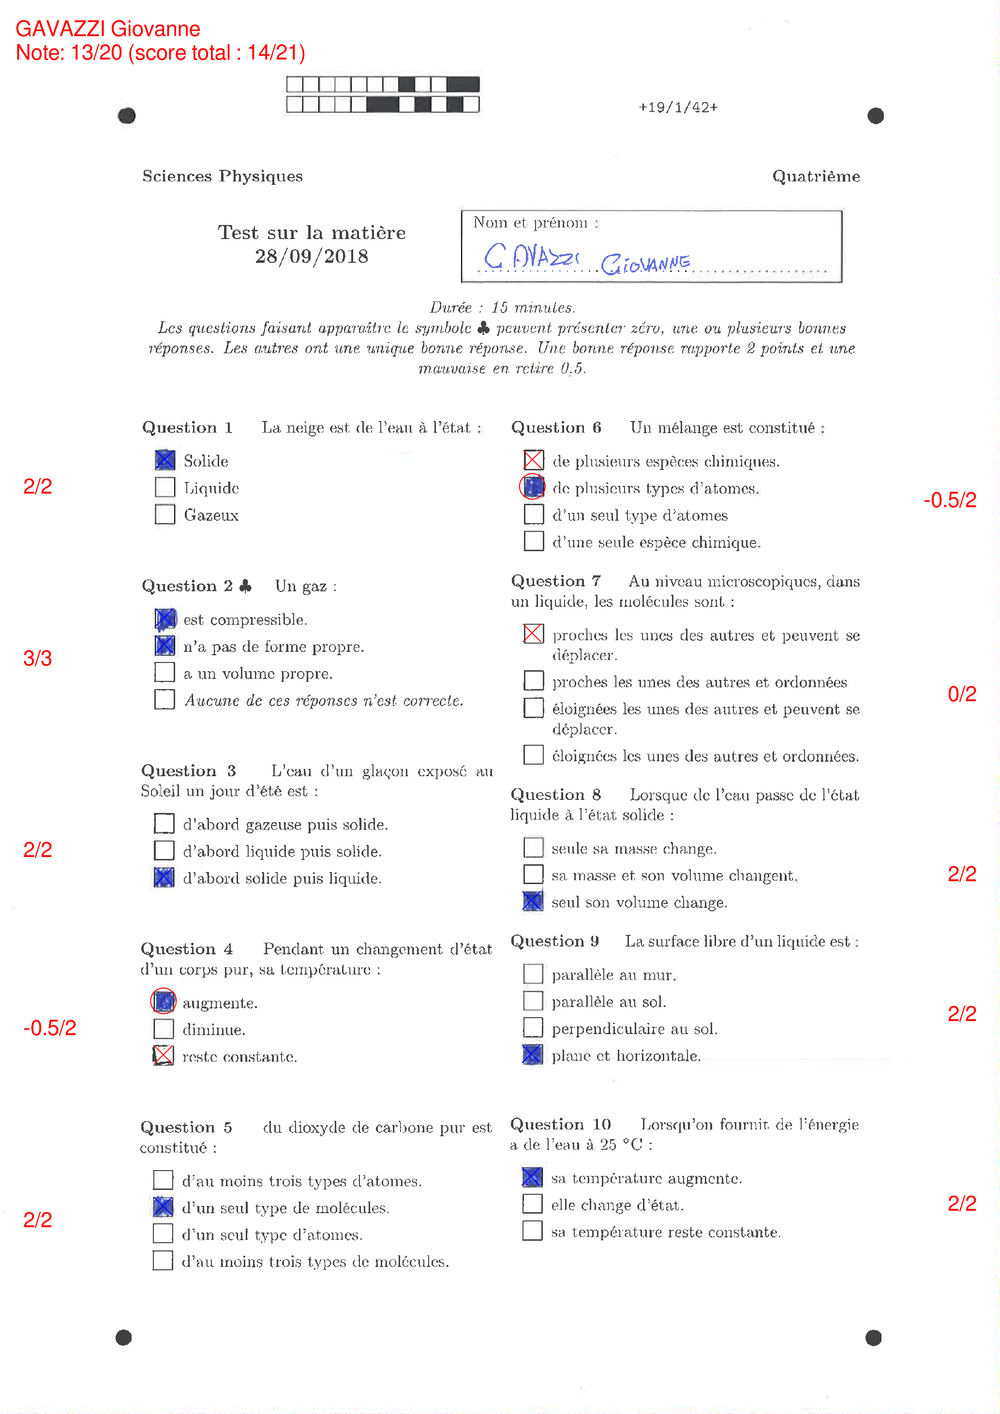 GAVAZZI Giovanne
Note: 13/20 (score total : 14/21)
+19/1/42+
Sciences Physiques
Quatrième
Test sur la matière
28/09/2018
Nom et prénom :
GAVAZZI GIOVANNE
Durée : 15 minutes.
Les questions faisant apparaître le symbole ♣ peuvent présenter zéro, une ou plusieurs bonnes
réponses. Les autres ont une unique bonne réponse. Une bonne réponse rapporte 2 points et une
mauvaise en retire 0.5.
Question 1 La neige est de l'eau à l'état :
Solide
2/2
Liquide
Gazeux
Question 2 ♣ Un gaz :
est compressible.
n'a pas de forme propre.
3/3
a un volume propre.
Aucune de ces réponses n'est correcte.
Question 3 L'eau d'un glaçon exposé au
Soleil un jour d'été est :
d'abord gazeuse puis solide.
2/2
d'abord liquide puis solide.
d'abord solide puis liquide.
Question 4 Pendant un changement d'état
d'un corps pur, sa température :
augmente.
-0.5/2
diminue.
reste constante.
Question 5 du dioxyde de carbone pur est
constitué :
d'au moins trois types d'atomes.
d'un seul type de molécules.
2/2
d'un seul type d'atomes.
d'au moins trois types de molécules.
Question 6 Un mélange est constitué :
de plusieurs espèces chimiques.
de plusieurs types d'atomes.
-0.5/2
d'un seul type d'atomes
d'une seule espèce chimique.
Question 7 Au niveau microscopiques, dans
un liquide, les molécules sont :
proches les unes des autres et peuvent se
déplacer.
proches les unes des autres et ordonnées
0/2
éloignées les unes des autres et peuvent se
déplacer.
éloignées les unes des autres et ordonnées.
Question 8 Lorsque de l'eau passe de l'état
liquide à l'état solide :
seule sa masse change.
sa masse et son volume changent.
2/2
seul son volume change.
Question 9 La surface libre d'un liquide est :
parallèle au mur.
parallèle au sol.
2/2
perpendiculaire au sol.
plane et horizontale.
Question 10 Lorsqu'on fournit de l'énergie
a de l'eau à 25 °C :
sa température augmente.
elle change d'état.
2/2
sa température reste constante.